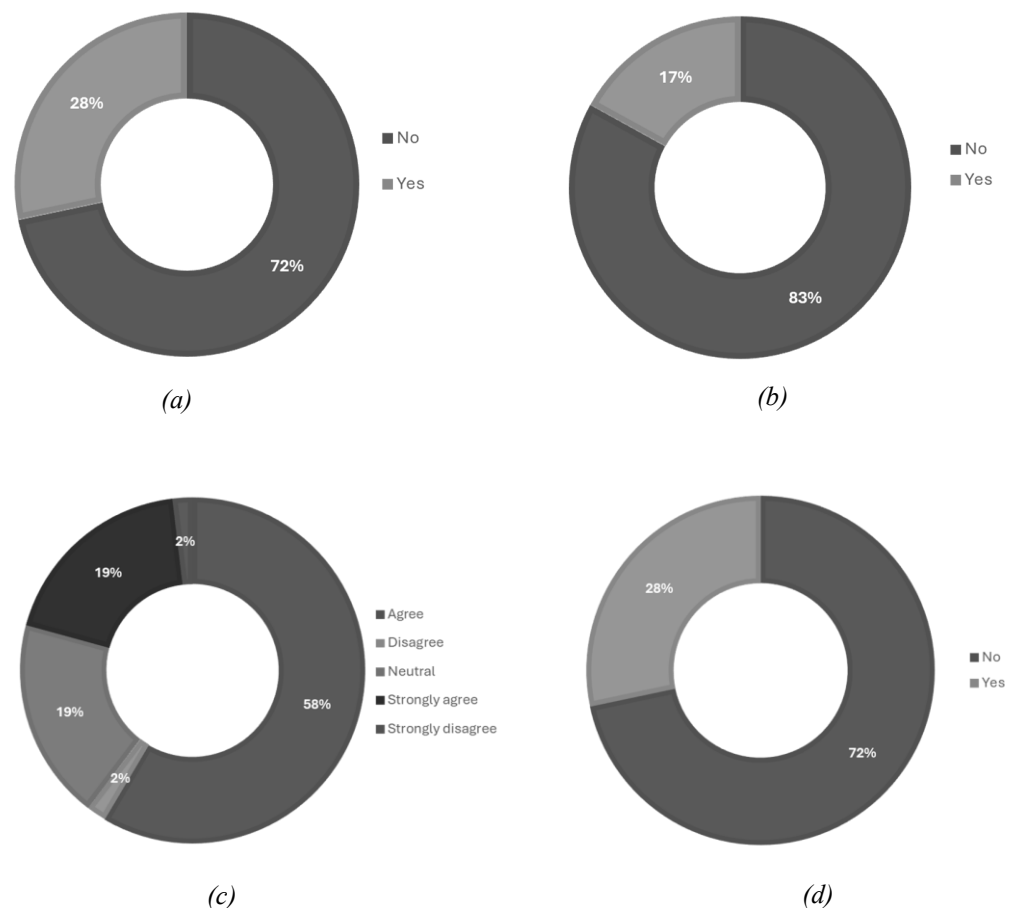 28%
72%
No
Yes
(a)
17%
83%
No
Yes
(b)
2%
19%
19%
2%
58%
Agree
Disagree
Neutral
Strongly agree
Strongly disagree
(c)
28%
72%
No
Yes
(d)